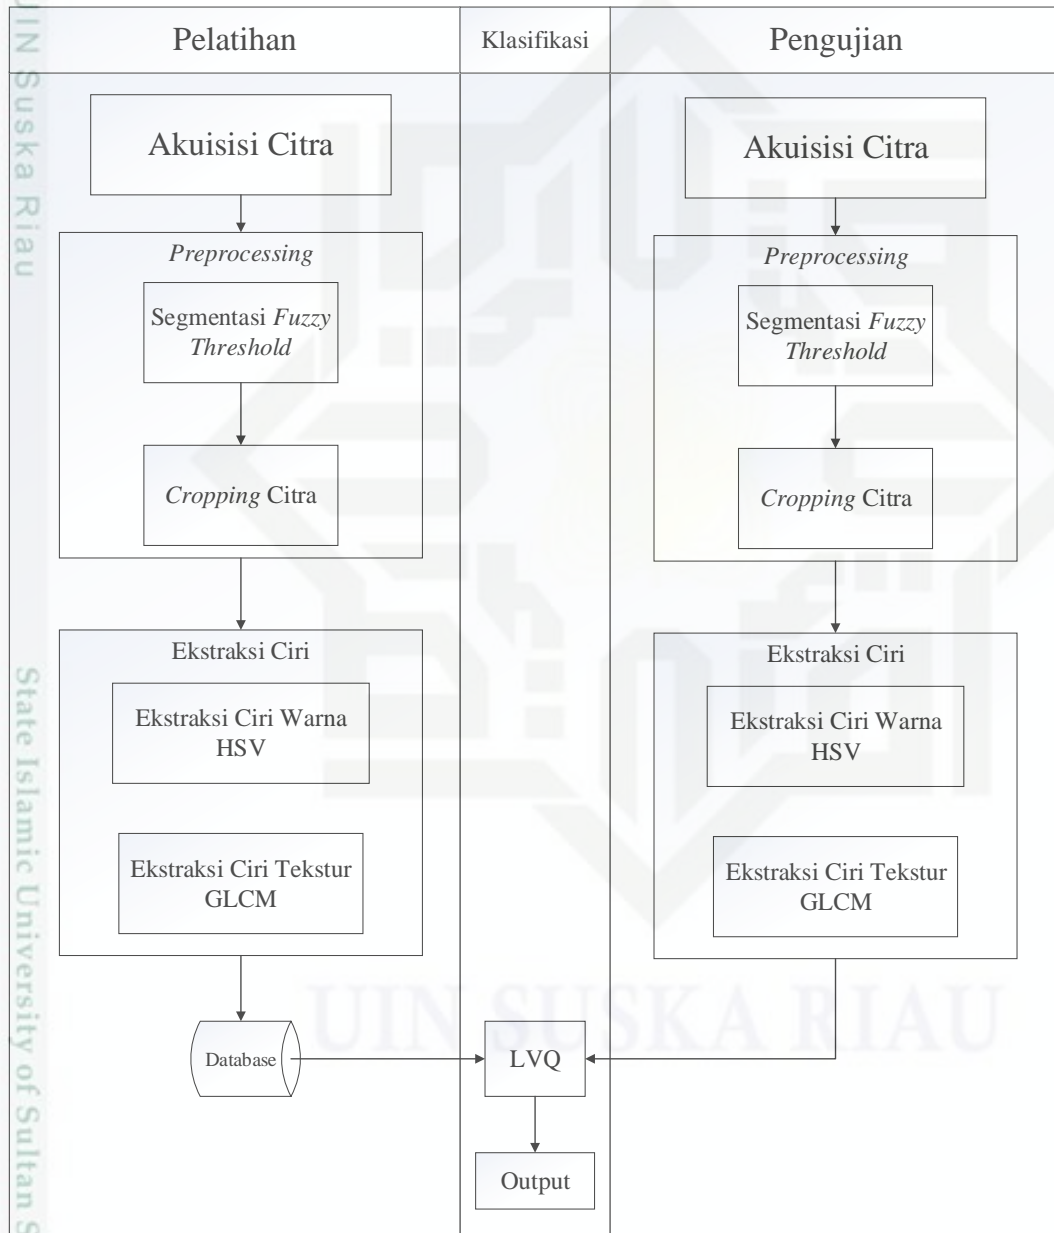 Pelatihan
Klasifikasi
Pengujian
Akuisisi Citra
Preprocessing
Segmentasi Fuzzy
Threshold
Cropping Citra
Ekstraksi Ciri
Ekstraksi Ciri Warna
HSV
Ekstraksi Ciri Tekstur
GLCM
Database
LVQ
Output
Akuisisi Citra
Preprocessing
Segmentasi Fuzzy
Threshold
Cropping Citra
Ekstraksi Ciri
Ekstraksi Ciri Warna
HSV
Ekstraksi Ciri Tekstur
GLCM
UIN SUSKA RIAU
UIN Suska Riau
State Islamic University of Sultan S